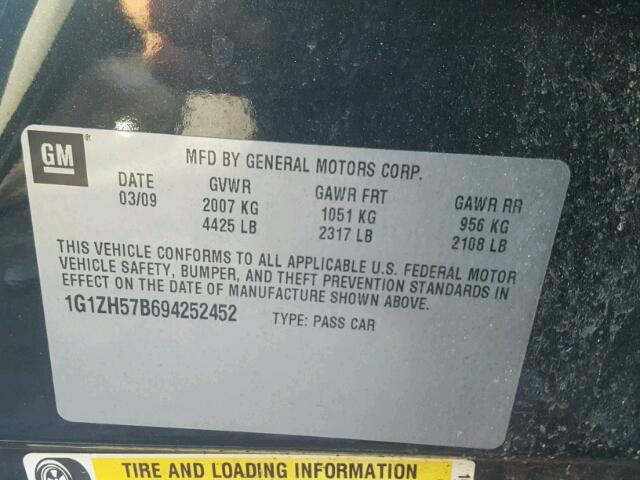 GM
MFD BY GENERAL MOTORS CORP.
DATE GVWR GAWR FRT GAWR RR
03/09 2007 KG 1051 KG 956 KG
4425 LB 2317 LB 2108 LB
THIS VEHICLE CONFORMS TO ALL APPLICABLE U.S. FEDERAL MOTOR
VEHICLE SAFETY, BUMPER, AND THEFT PREVENTION STANDARDS IN
EFFECT ON THE DATE OF MANUFACTURE SHOWN ABOVE.
1G1ZH57B694252452 TYPE: PASS CAR
TIRE AND LOADING INFORMATION